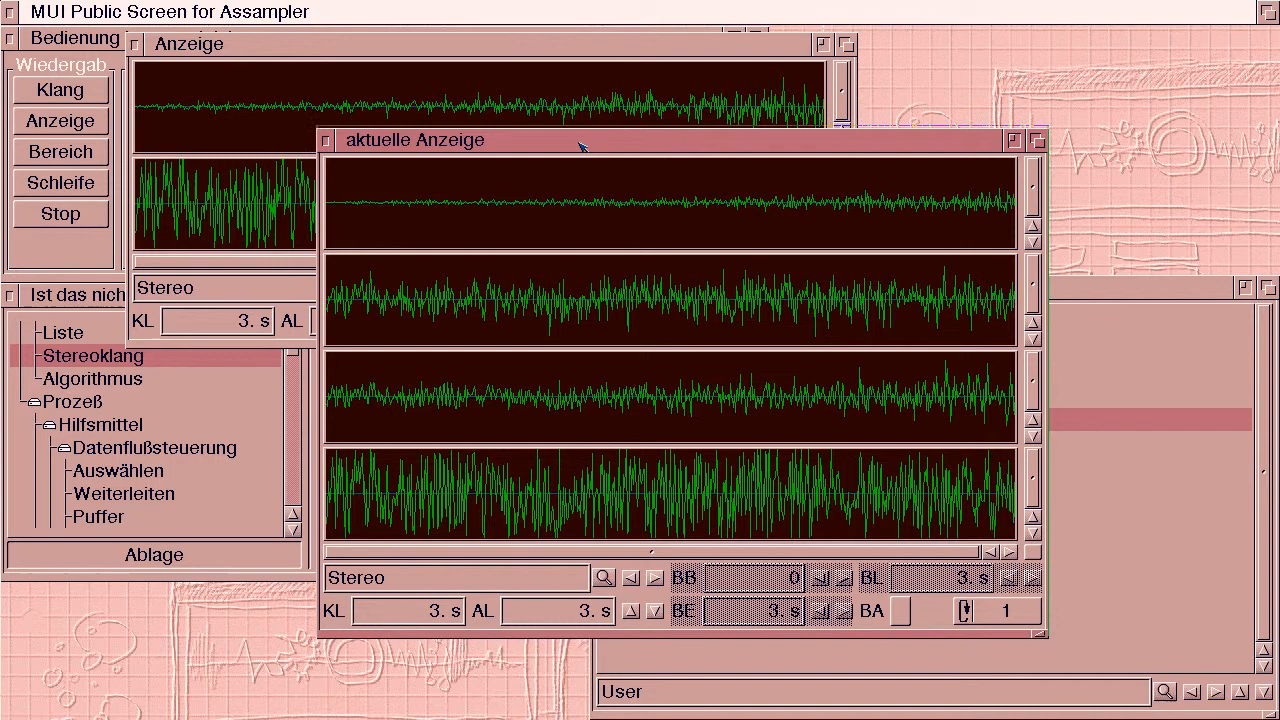 MUI Public Screen for Assampler
Bedienung
Anzeige
Wiedergab
Klang
Anzeige
Bereich
Schleife
Stop
Stereo
KL 3. s AL
aktuelle Anzeige
Stereo BB 0 BL 3. s
KL 3. s AL 3. s BE 3. s BA 1
Ist das nich
Liste
Stereoklang
Algorithmus
Prozeß
Hilfsmittel
Datenflußsteuerung
Auswählen
Weiterleiten
Puffer
Ablage
User